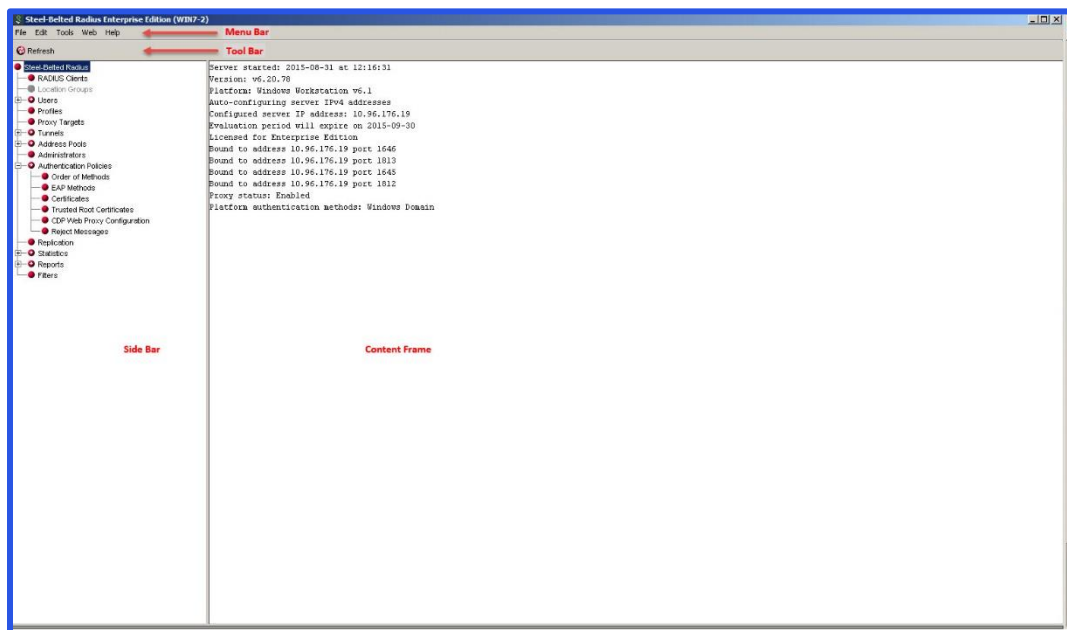 Steel-Belted Radius Enterprise Edition (WIN7-2)
File Edit Tools Web Help
Menu Bar
Refresh
Tool Bar
Steel-Belted Radius
RADIUS Clients
Location Groups
Users
Profiles
Proxy Targets
Tunnels
Address Pools
Administrators
Authentication Policies
Order of Methods
EAP Methods
Certificates
Trusted Root Certificates
CDP Web Proxy Configuration
Reject Messages
Replication
Statistics
Reports
Filters
Side Bar
Server started: 2015-08-31 at 12:16:31
Version: v6.20.78
Platform: Windows Workstation v6.1
Auto-configuring server IPv4 addresses
Configured server IP address: 10.96.176.19
Evaluation period will expire on 2015-09-30
Licensed for Enterprise Edition
Bound to address 10.96.176.19 port 1646
Bound to address 10.96.176.19 port 1813
Bound to address 10.96.176.19 port 1645
Bound to address 10.96.176.19 port 1812
Proxy status: Enabled
Platform authentication methods: Windows Domain
Content Frame